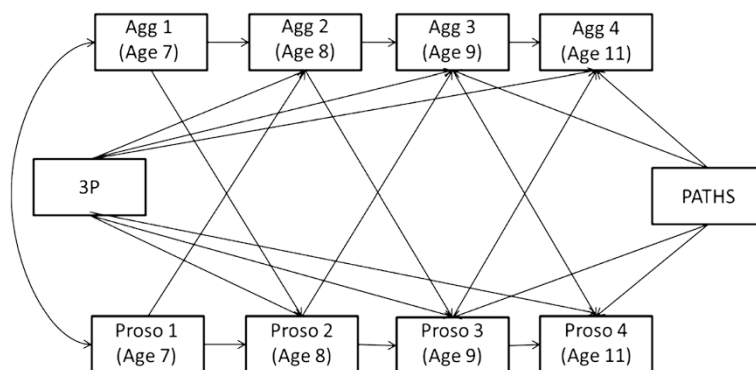 Agg 1
(Age 7)
Agg 2
(Age 8)
Agg 3
(Age 9)
Agg 4
(Age 11)
3P
PATHS
Proso 1
(Age 7)
Proso 2
(Age 8)
Proso 3
(Age 9)
Proso 4
(Age 11)